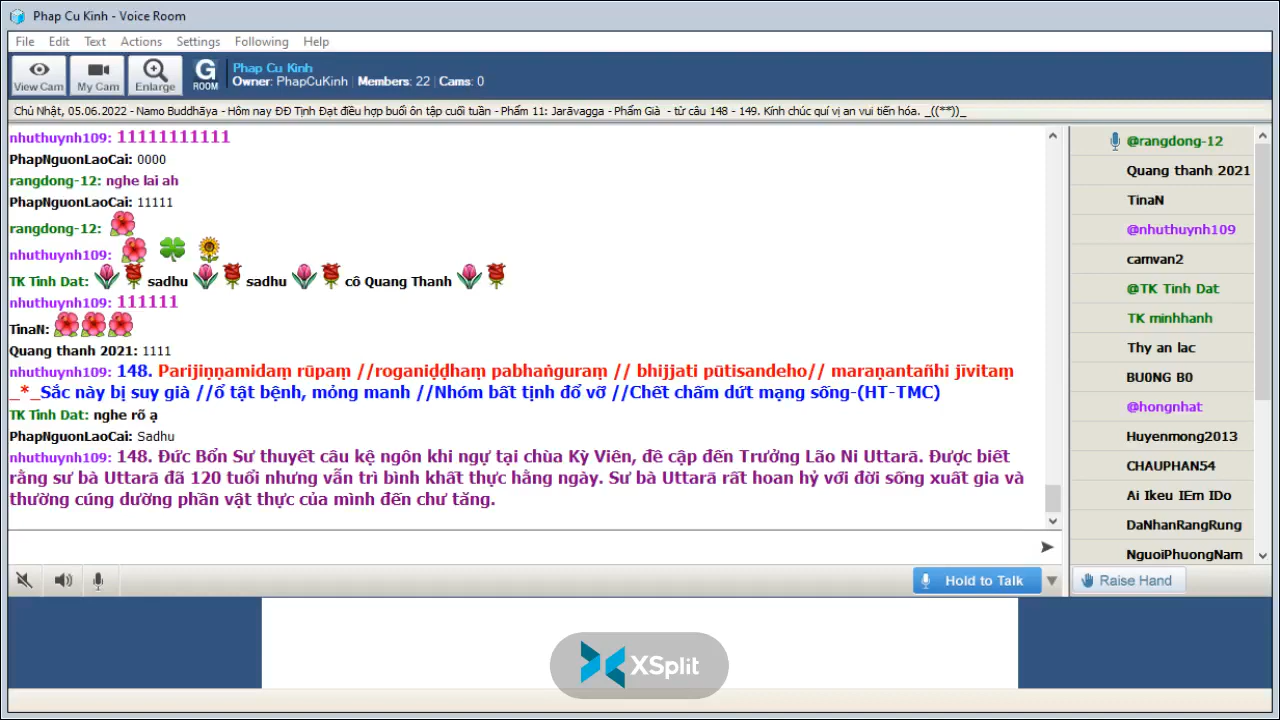 Phap Cu Kinh - Voice Room
File Edit Text Actions Settings Following Help
View Cam
My Cam
Enlarge
G
ROOM
Phap Cu Kinh
Owner: PhapCuKinh | Members: 22 | Cams: 0
Chủ Nhật, 05.06.2022 - Namo Buddhāya - Hôm nay ĐĐ Tịnh Đạt điều hợp buổi ôn tập cuối tuần - Phẩm 11: Jarāvagga - Phẩm Già - từ câu 148 - 149. Kính chúc quí vị an vui tiến hóa. _((**))_
nhuthuynh109: 11111111111
PhapNguonLaoCai: 0000
rangdong-12: nghe lai ah
PhapNguonLaoCai: 11111
rangdong-12:
nhuthuynh109:
TK Tinh Dat: sadhu sadhu cô Quang Thanh
nhuthuynh109: 111111
TinaN:
Quang thanh 2021: 1111
nhuthuynh109: 148. Parijiṇṇamidaṃ rūpaṃ //roganiḍḍhaṃ pabhaṅguraṃ // bhijjati pūtisandeho// maraṇantañhi jīvitaṃ
_*_Sắc này bị suy già //ổ tật bệnh, mỏng manh //Nhóm bất tịnh đổ vỡ //Chết chấm dứt mạng sống-(HT-TMC)
TK Tinh Dat: nghe rõ ạ
PhapNguonLaoCai: Sadhu
nhuthuynh109: 148. Đức Bổn Sư thuyết câu kệ ngôn khi ngự tại chùa Kỳ Viên, đề cập đến Trưởng Lão Ni Uttarā. Được biết
rằng sư bà Uttarā đã 120 tuổi nhưng vẫn trì bình khất thực hằng ngày. Sư bà Uttarā rất hoan hỷ với đời sống xuất gia và
thường cúng dường phần vật thực của mình đến chư tăng.
@rangdong-12
Quang thanh 2021
TinaN
@nhuthuynh109
camvan2
@TK Tinh Dat
TK minhhanh
Thy an lac
BU0NG B0
@hongnhat
Huyenmong2013
CHAUPHAN54
Ai Ikeu IEm IDo
DaNhanRangRung
NguoiPhuongNam
Hold to Talk
Raise Hand
XSplit